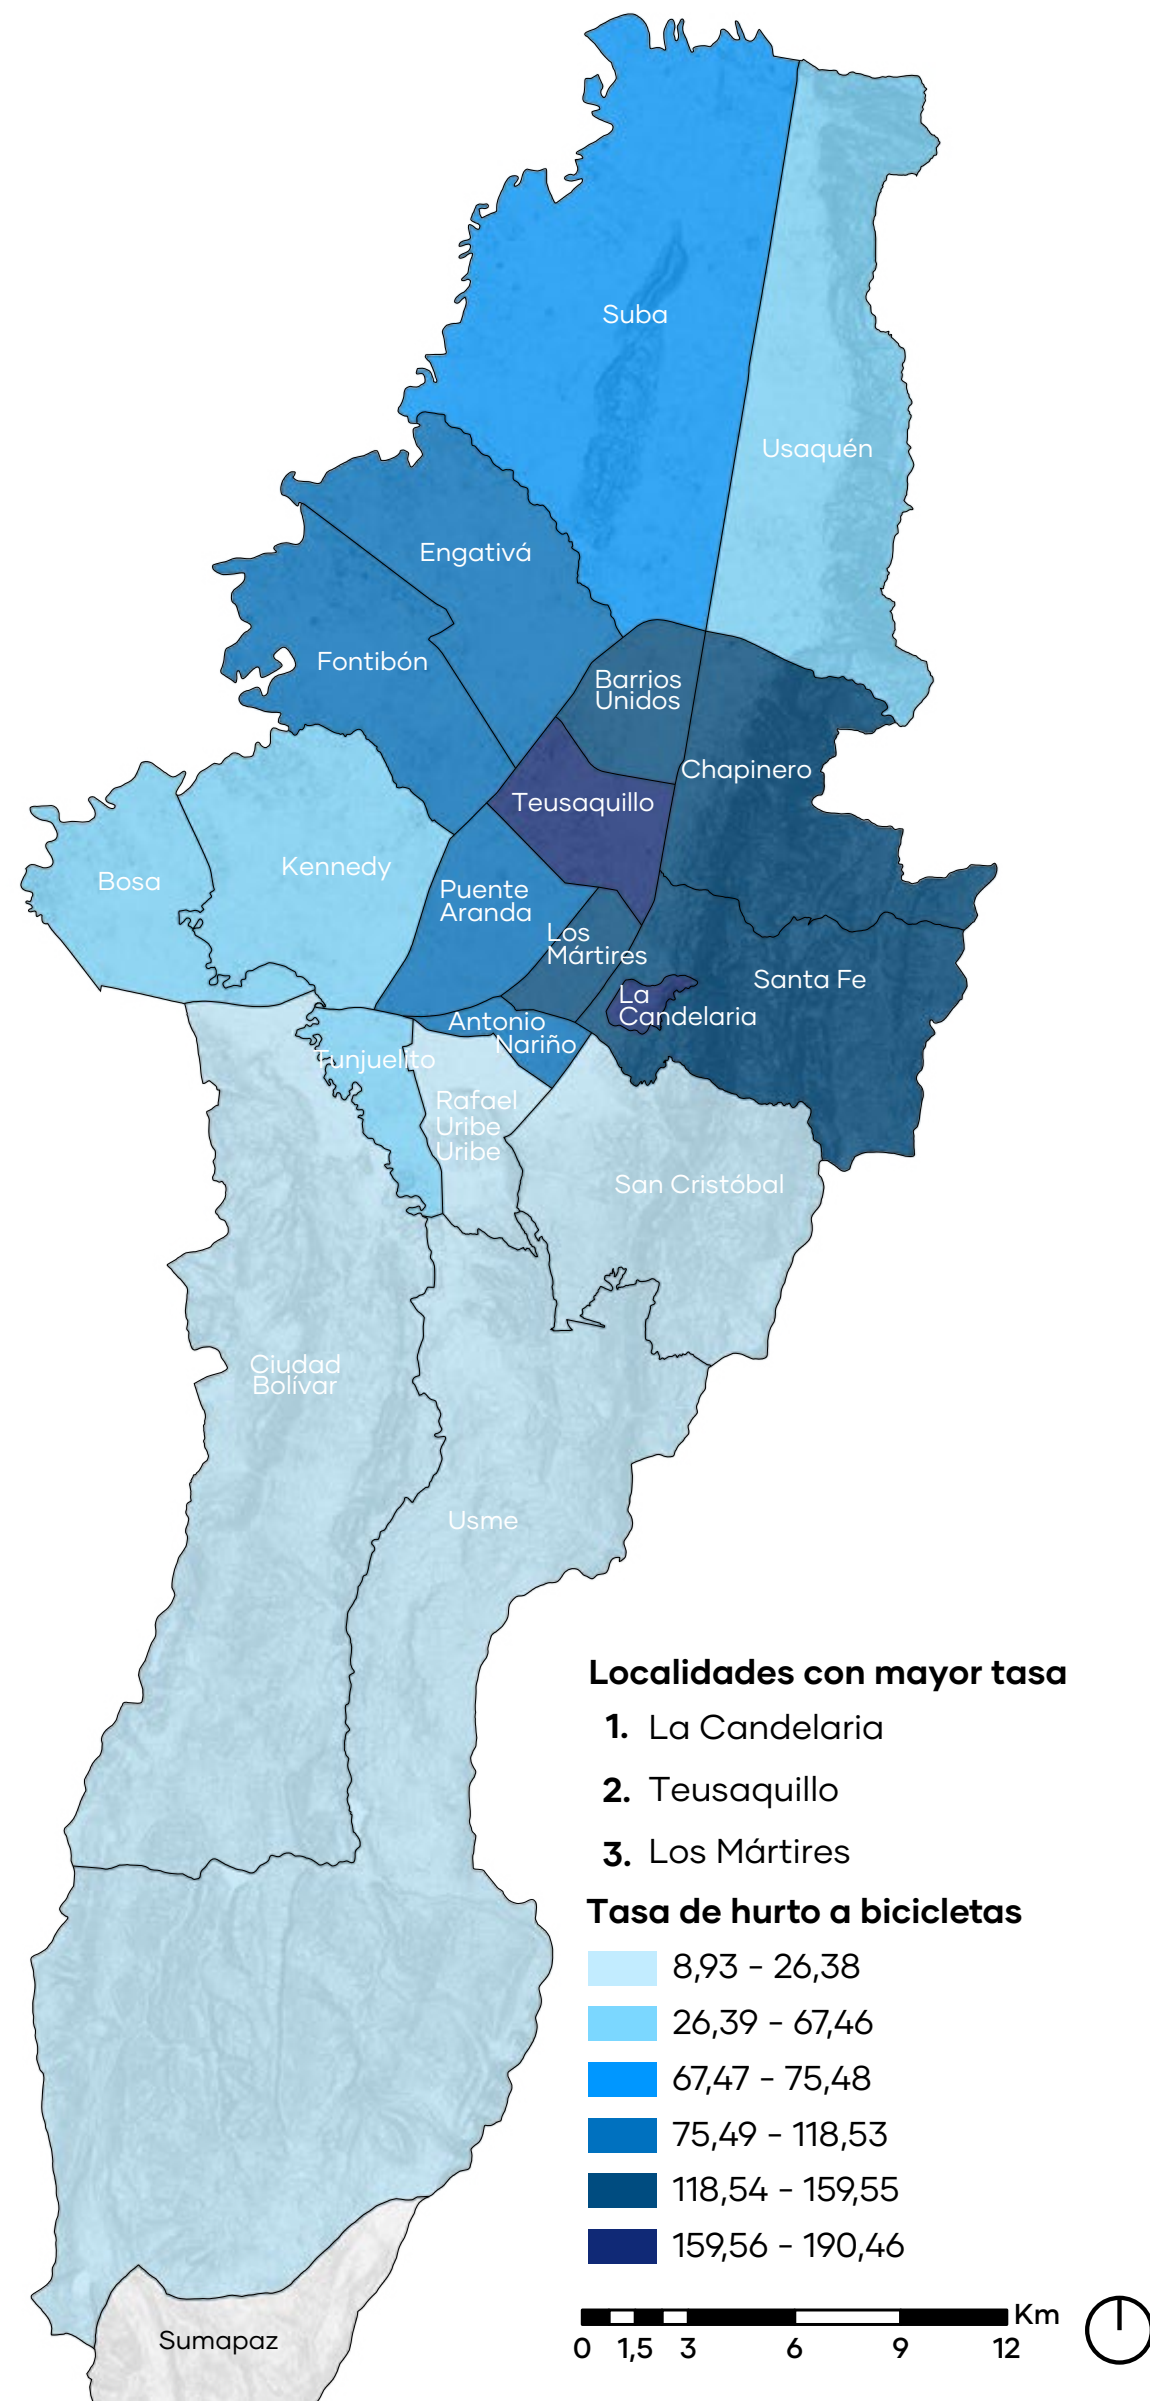 Suba
Usaquén
Engativá
Fontibón
Barrios
Unidos
Chapinero
Teusaquillo
Kennedy
Bosa
Puente
Aranda
Los
Mártires
Santa Fe
La
Candelaria
Antonio
Nariño
Tunjuelito
Rafael
Uribe
Uribe
San Cristóbal
Ciudad
Bolívar
Usme
Localidades con mayor tasa
1. La Candelaria
2. Teusaquillo
3. Los Mártires
Tasa de hurto a bicicletas
8,93 - 26,38
26,39 - 67,46
67,47 - 75,48
75,49 - 118,53
118,54 - 159,55
159,56 - 190,46
Km
0 1,5 3 6 9 12
Sumapaz